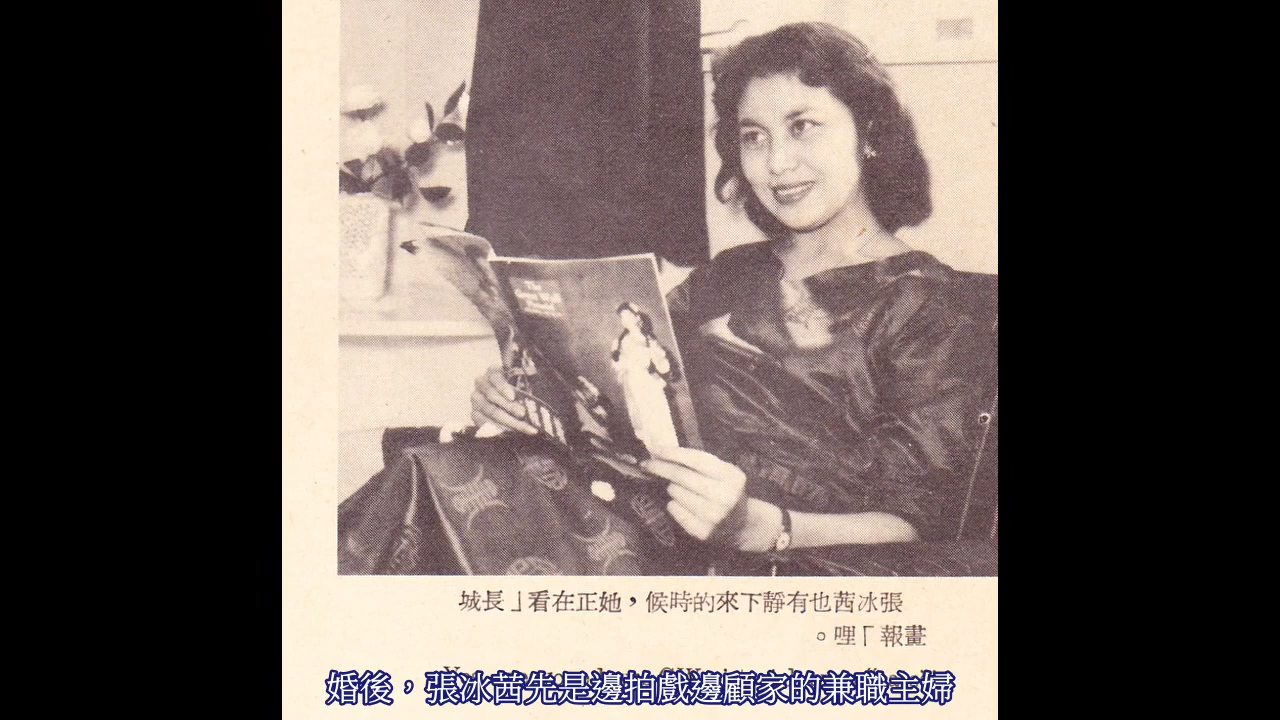 張冰茜也有靜下來的時候，她正在看「長城
畫報」哩。
婚後，張冰茜先是邊拍戲邊顧家的兼職主婦